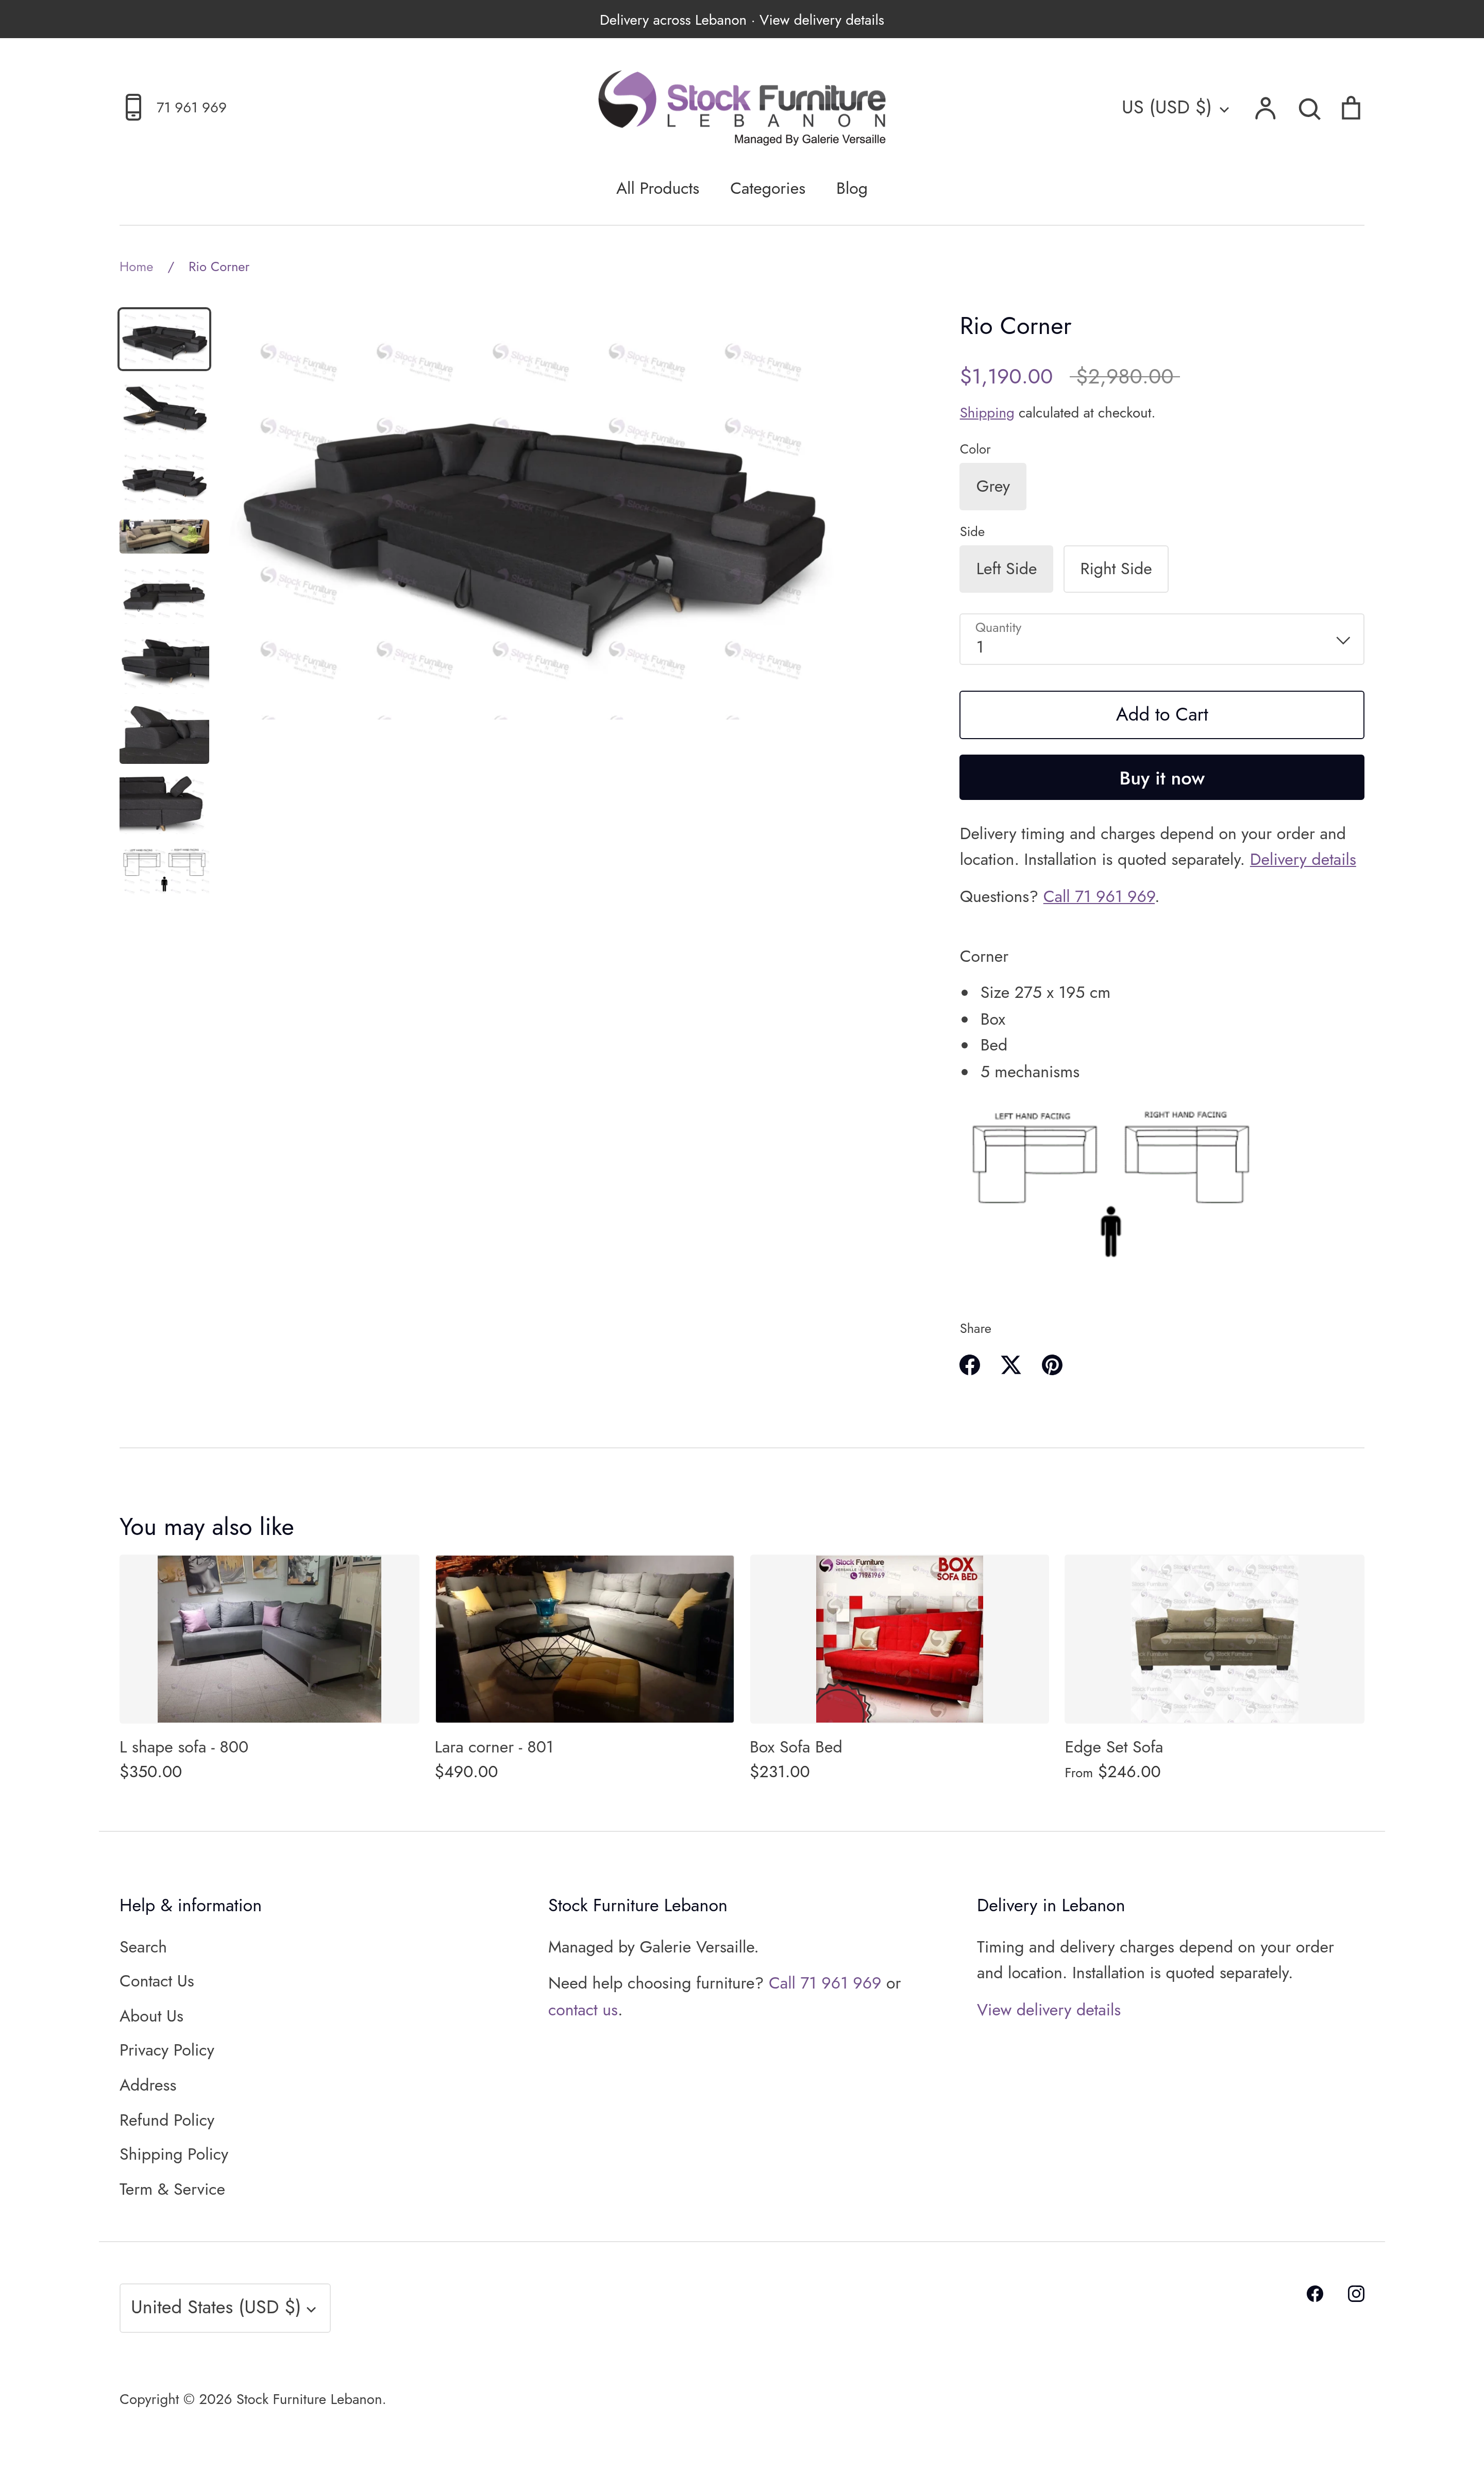 Delivery across Lebanon · View delivery details
71 961 969
Stock Furniture
LEBANON
Managed By Galerie Versaille
US (USD $)
All Products
Categories
Blog
Home / Rio Corner
Rio Corner
$1,190.00 $2,980.00
Shipping calculated at checkout.
Color
Grey
Side
Left Side
Right Side
Quantity
1
Add to Cart
Buy it now
Delivery timing and charges depend on your order and
location. Installation is quoted separately. Delivery details
Questions? Call 71 961 969.
Corner
Size 275 x 195 cm
Box
Bed
5 mechanisms
LEFT HAND FACING
RIGHT HAND FACING
Share
You may also like
Stock Furniture
71961969
BOX
SOFA BED
L shape sofa - 800
$350.00
Lara corner - 801
$490.00
Box Sofa Bed
$231.00
Edge Set Sofa
From $246.00
Help & information
Search
Contact Us
About Us
Privacy Policy
Address
Refund Policy
Shipping Policy
Term & Service
Stock Furniture Lebanon
Managed by Galerie Versaille.
Need help choosing furniture? Call 71 961 969 or
contact us.
Delivery in Lebanon
Timing and delivery charges depend on your order
and location. Installation is quoted separately.
View delivery details
United States (USD $)
Copyright © 2026 Stock Furniture Lebanon.